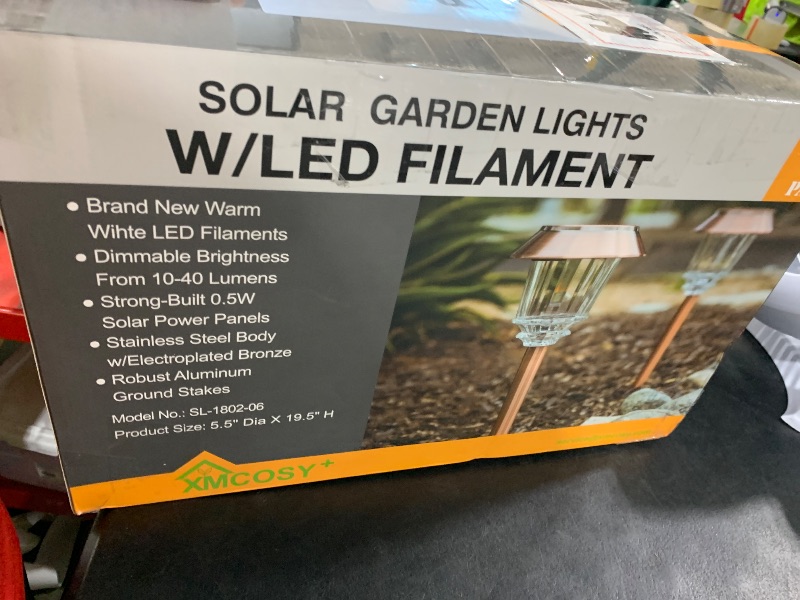 SOLAR GARDEN LIGHTS
W/LED FILAMENT
• Brand New Warm
Wihte LED Filaments
• Dimmable Brightness
From 10-40 Lumens
• Strong-Built 0.5W
Solar Power Panels
• Stainless Steel Body
w/Electroplated Bronze
• Robust Aluminum
Ground Stakes
Model No.: SL-1802-06
Product Size: 5.5" Dia X 19.5" H
XMCOSY+